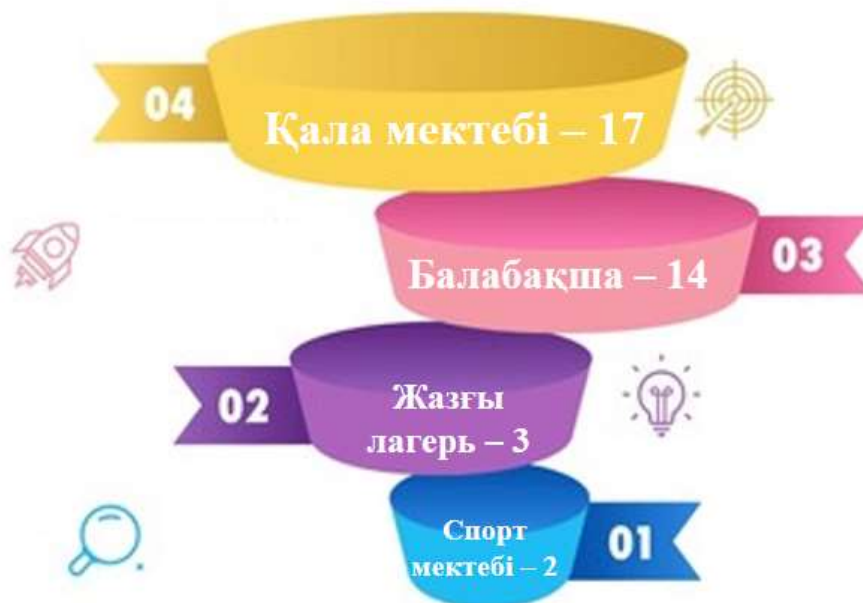 04
Қала мектебі – 17
03
Балабақша – 14
02
Жазғы
лагерь – 3
01
Спорт
мектебі – 2